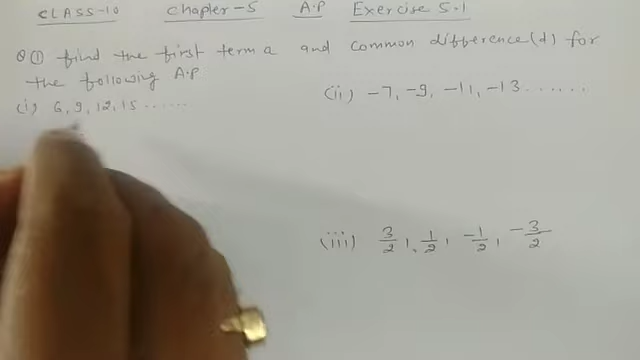 CLASS-10 Chapter-5 A.P Exercise 5.1
Q① find the first term a and common difference(d) for
the following A.P
(i) 6, 9, 12, 15 ......
(ii) -7, -9, -11, -13 ......
(iii) 3/2, 1/2, -1/2, -3/2